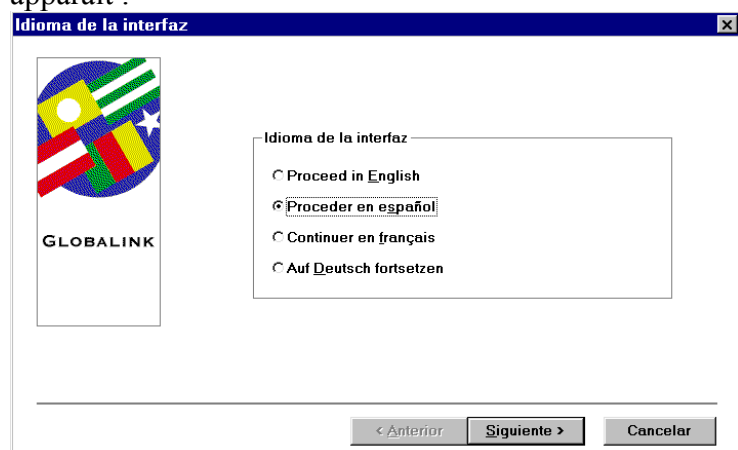 apparaît :
Idioma de la interfaz
Idioma de la interfaz
Proceed in English
Proceder en español
Continuer en français
Auf Deutsch fortsetzen
GLOBALINK
< Anterior Siguiente > Cancelar